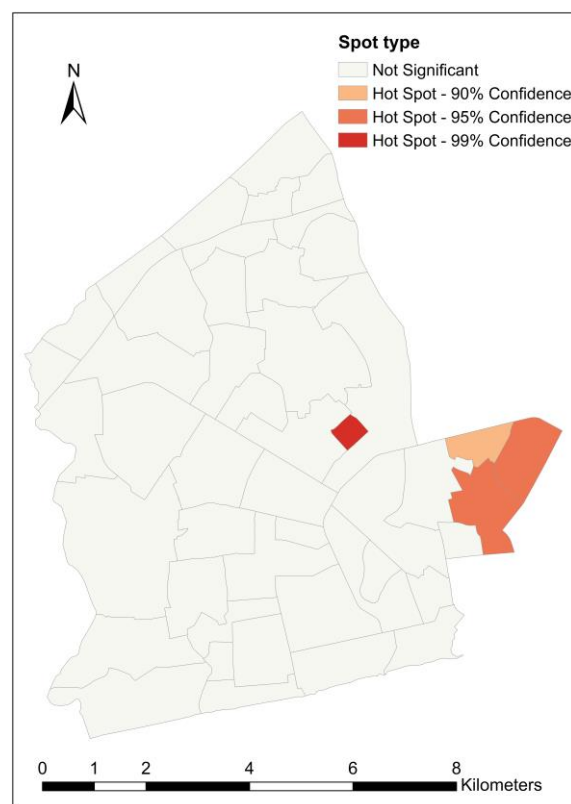 Spot type
Not Significant
Hot Spot - 90% Confidence
Hot Spot - 95% Confidence
Hot Spot - 99% Confidence
N
0 1 2 4 6 8
Kilometers